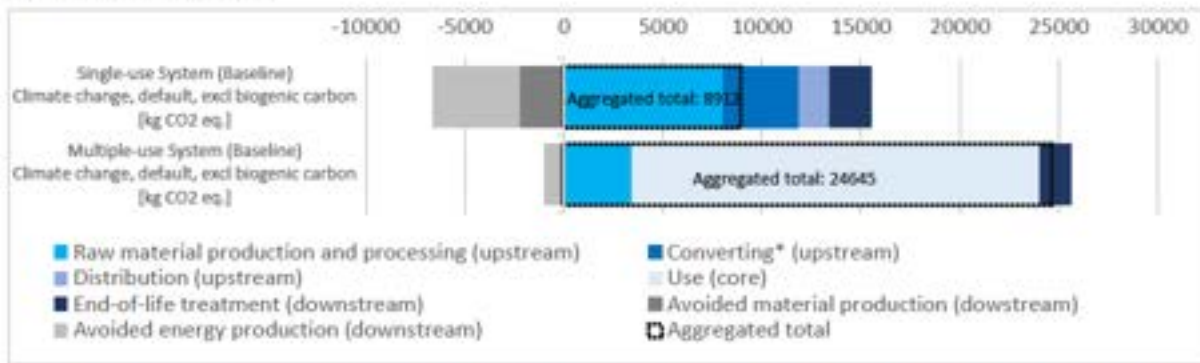 -10000 -5000 0 5000 10000 15000 20000 25000 30000
Single-use System (Baseline)
Climate change, default, excl biogenic carbon
[kg CO2 eq.]
Aggregated total: 8913
Multiple-use System (Baseline)
Climate change, default, excl biogenic carbon
[kg CO2 eq.]
Aggregated total: 24645
Raw material production and processing (upstream) Converting* (upstream)
Distribution (upstream) Use (core)
End-of-life treatment (downstream) Avoided material production (dowstream)
Avoided energy production (downstream) Aggregated total